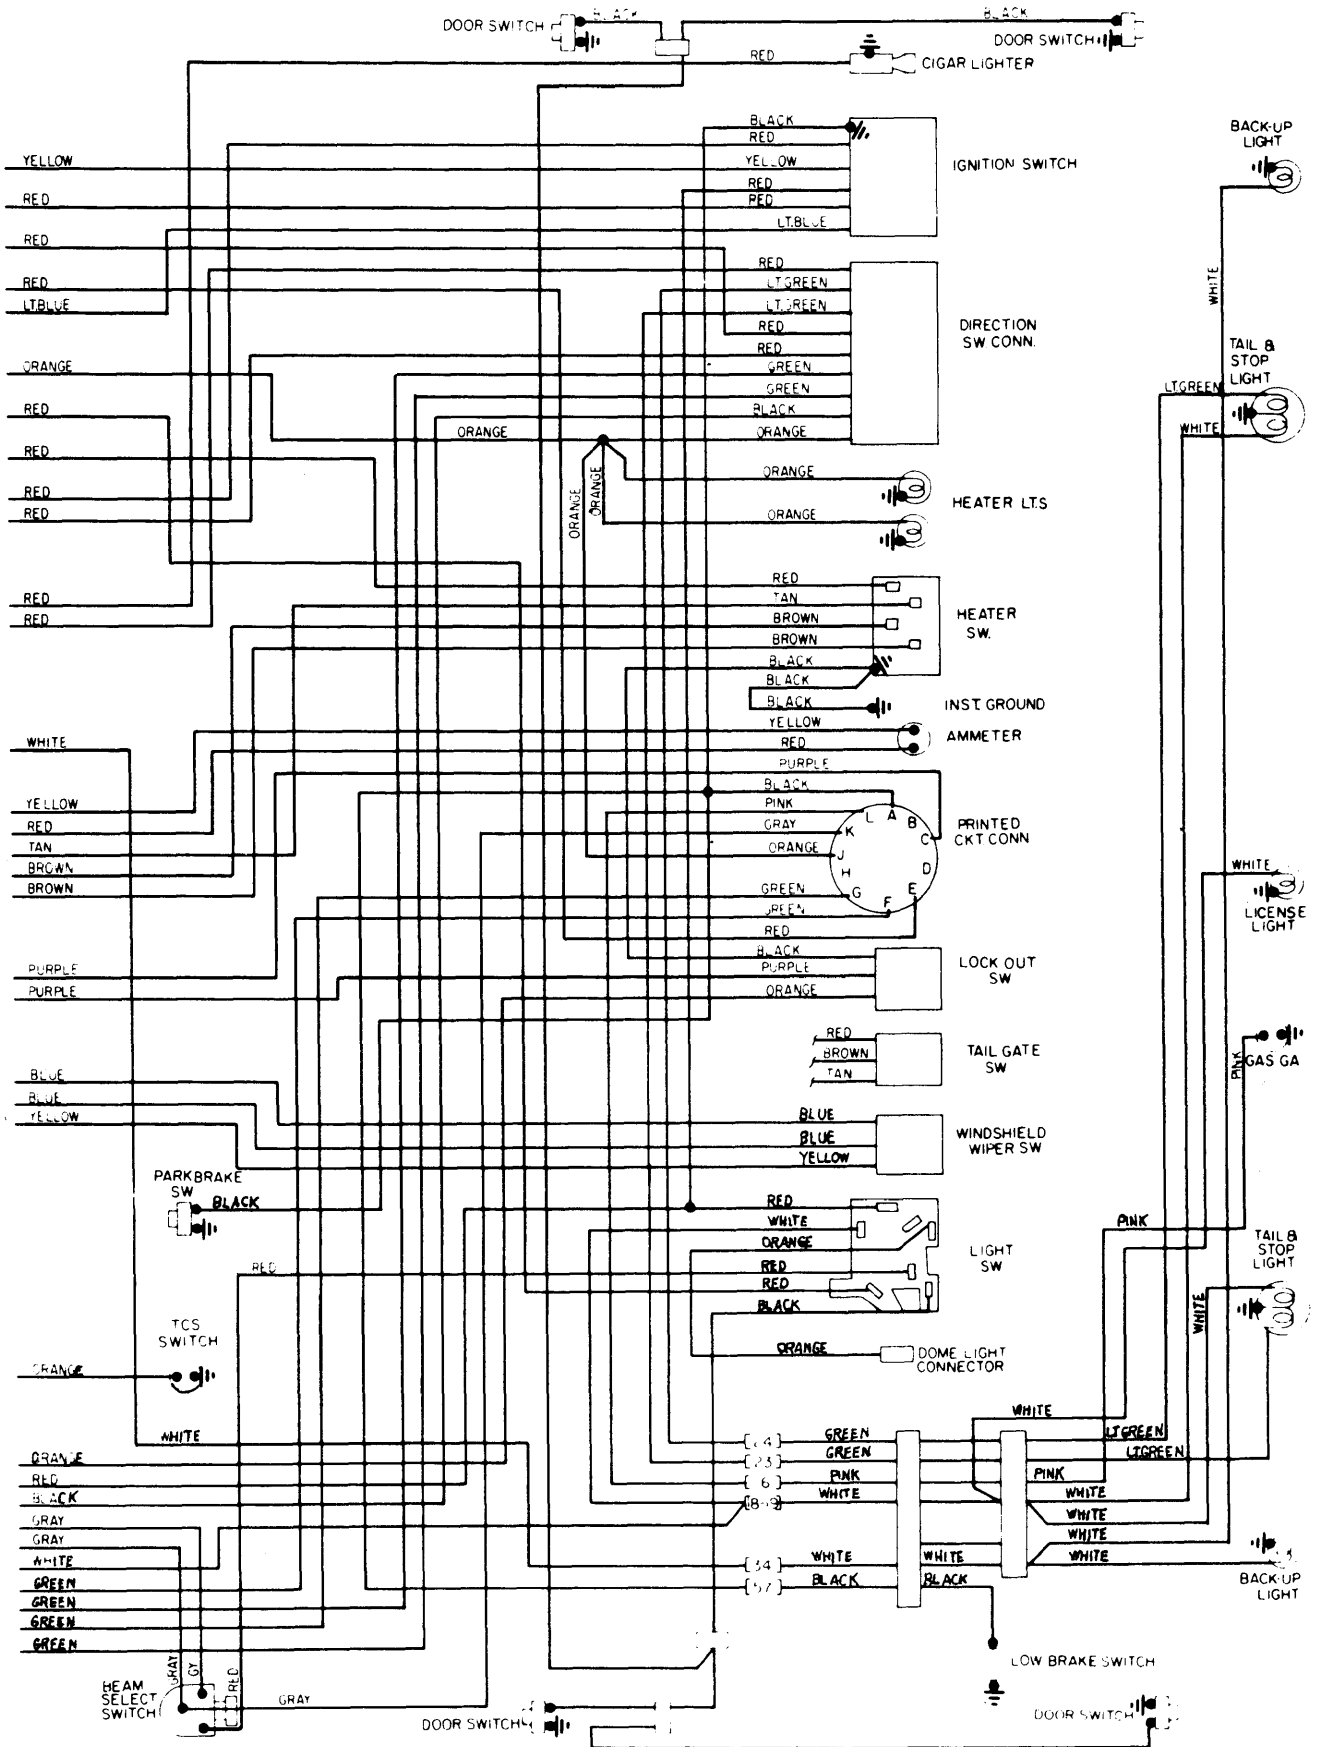 DOOR SWITCH
BLACK
BLACK
DOOR SWITCH
RED
CIGAR LIGHTER
BLACK
RED
YELLOW
YELLOW
IGNITION SWITCH
BACK-UP
LIGHT
RED
RED
RED
LT.BLUE
RED
RED
LT.BLUE
RED
LT.GREEN
LT.GREEN
RED
RED
GREEN
GREEN
BLACK
ORANGE
DIRECTION
SW CONN.
WHITE
TAIL &
STOP
LIGHT
LT.GREEN
WHITE
ORANGE
RED
ORANGE
RED
RED
RED
ORANGE
ORANGE
ORANGE
ORANGE
HEATER LTS
RED
RED
RED
TAN
BROWN
BROWN
BLACK
BLACK
BLACK
HEATER
SW.
INST. GROUND
YELLOW
RED
AMMETER
WHITE
PURPLE
BLACK
PINK
GRAY
ORANGE
GREEN
GREEN
RED
L
A
B
K
C
J
D
H
G
F
E
PRINTED
CKT CONN
YELLOW
RED
TAN
BROWN
BROWN
WHITE
LICENSE
LIGHT
BLACK
PURPLE
ORANGE
LOCK OUT
SW
PURPLE
PURPLE
RED
BROWN
TAN
TAIL GATE
SW
PINK
GAS GA
BLUE
BLUE
YELLOW
BLUE
BLUE
YELLOW
WINDSHIELD
WIPER SW
PARKBRAKE
SW
BLACK
RED
WHITE
ORANGE
RED
RED
RED
BLACK
LIGHT
SW
PINK
TAIL &
STOP
LIGHT
WHITE
TCS
SWITCH
ORANGE
ORANGE
DOME LIGHT
CONNECTOR
WHITE
WHITE
GREEN
GREEN
PINK
WHITE
23
6
LT.GREEN
LT.GREEN
PINK
WHITE
WHITE
WHITE
WHITE
ORANGE
RED
BLACK
GRAY
GRAY
WHITE
GREEN
GREEN
GREEN
GREEN
34
WHITE
WHITE
57
BLACK
BLACK
BACK-UP
LIGHT
LOW BRAKE SWITCH
GRAY
GY
RED
BEAM
SELECT
SWITCH
GRAY
DOOR SWITCH
DOOR SWITCH